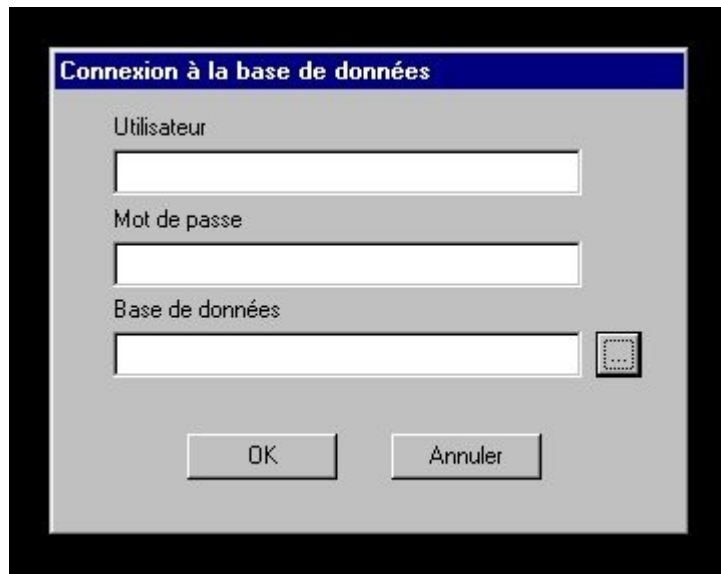 Connexion à la base de données
Utilisateur
Mot de passe
Base de données
...
OK Annuler